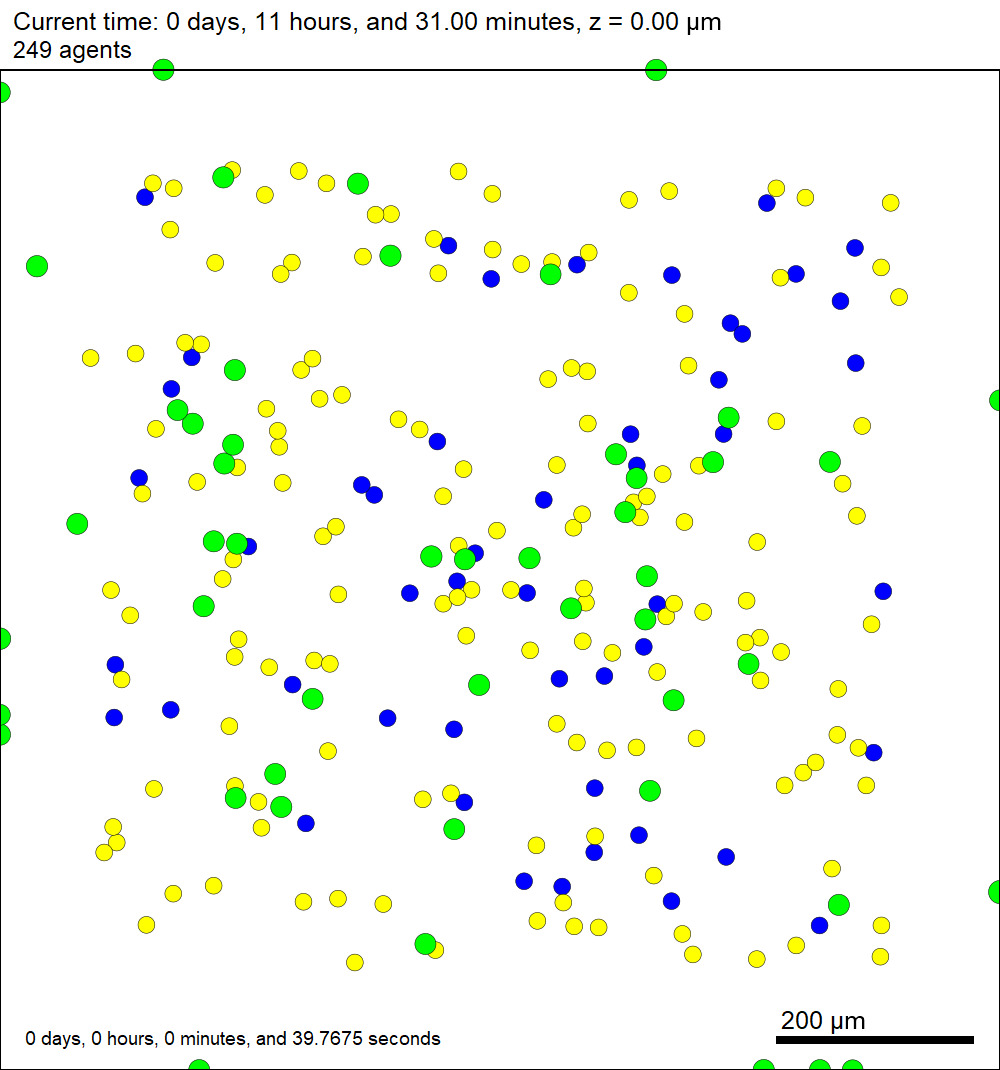 Current time: 0 days, 11 hours, and 31.00 minutes, z = 0.00 µm
249 agents
200 µm
0 days, 0 hours, 0 minutes, and 39.7675 seconds